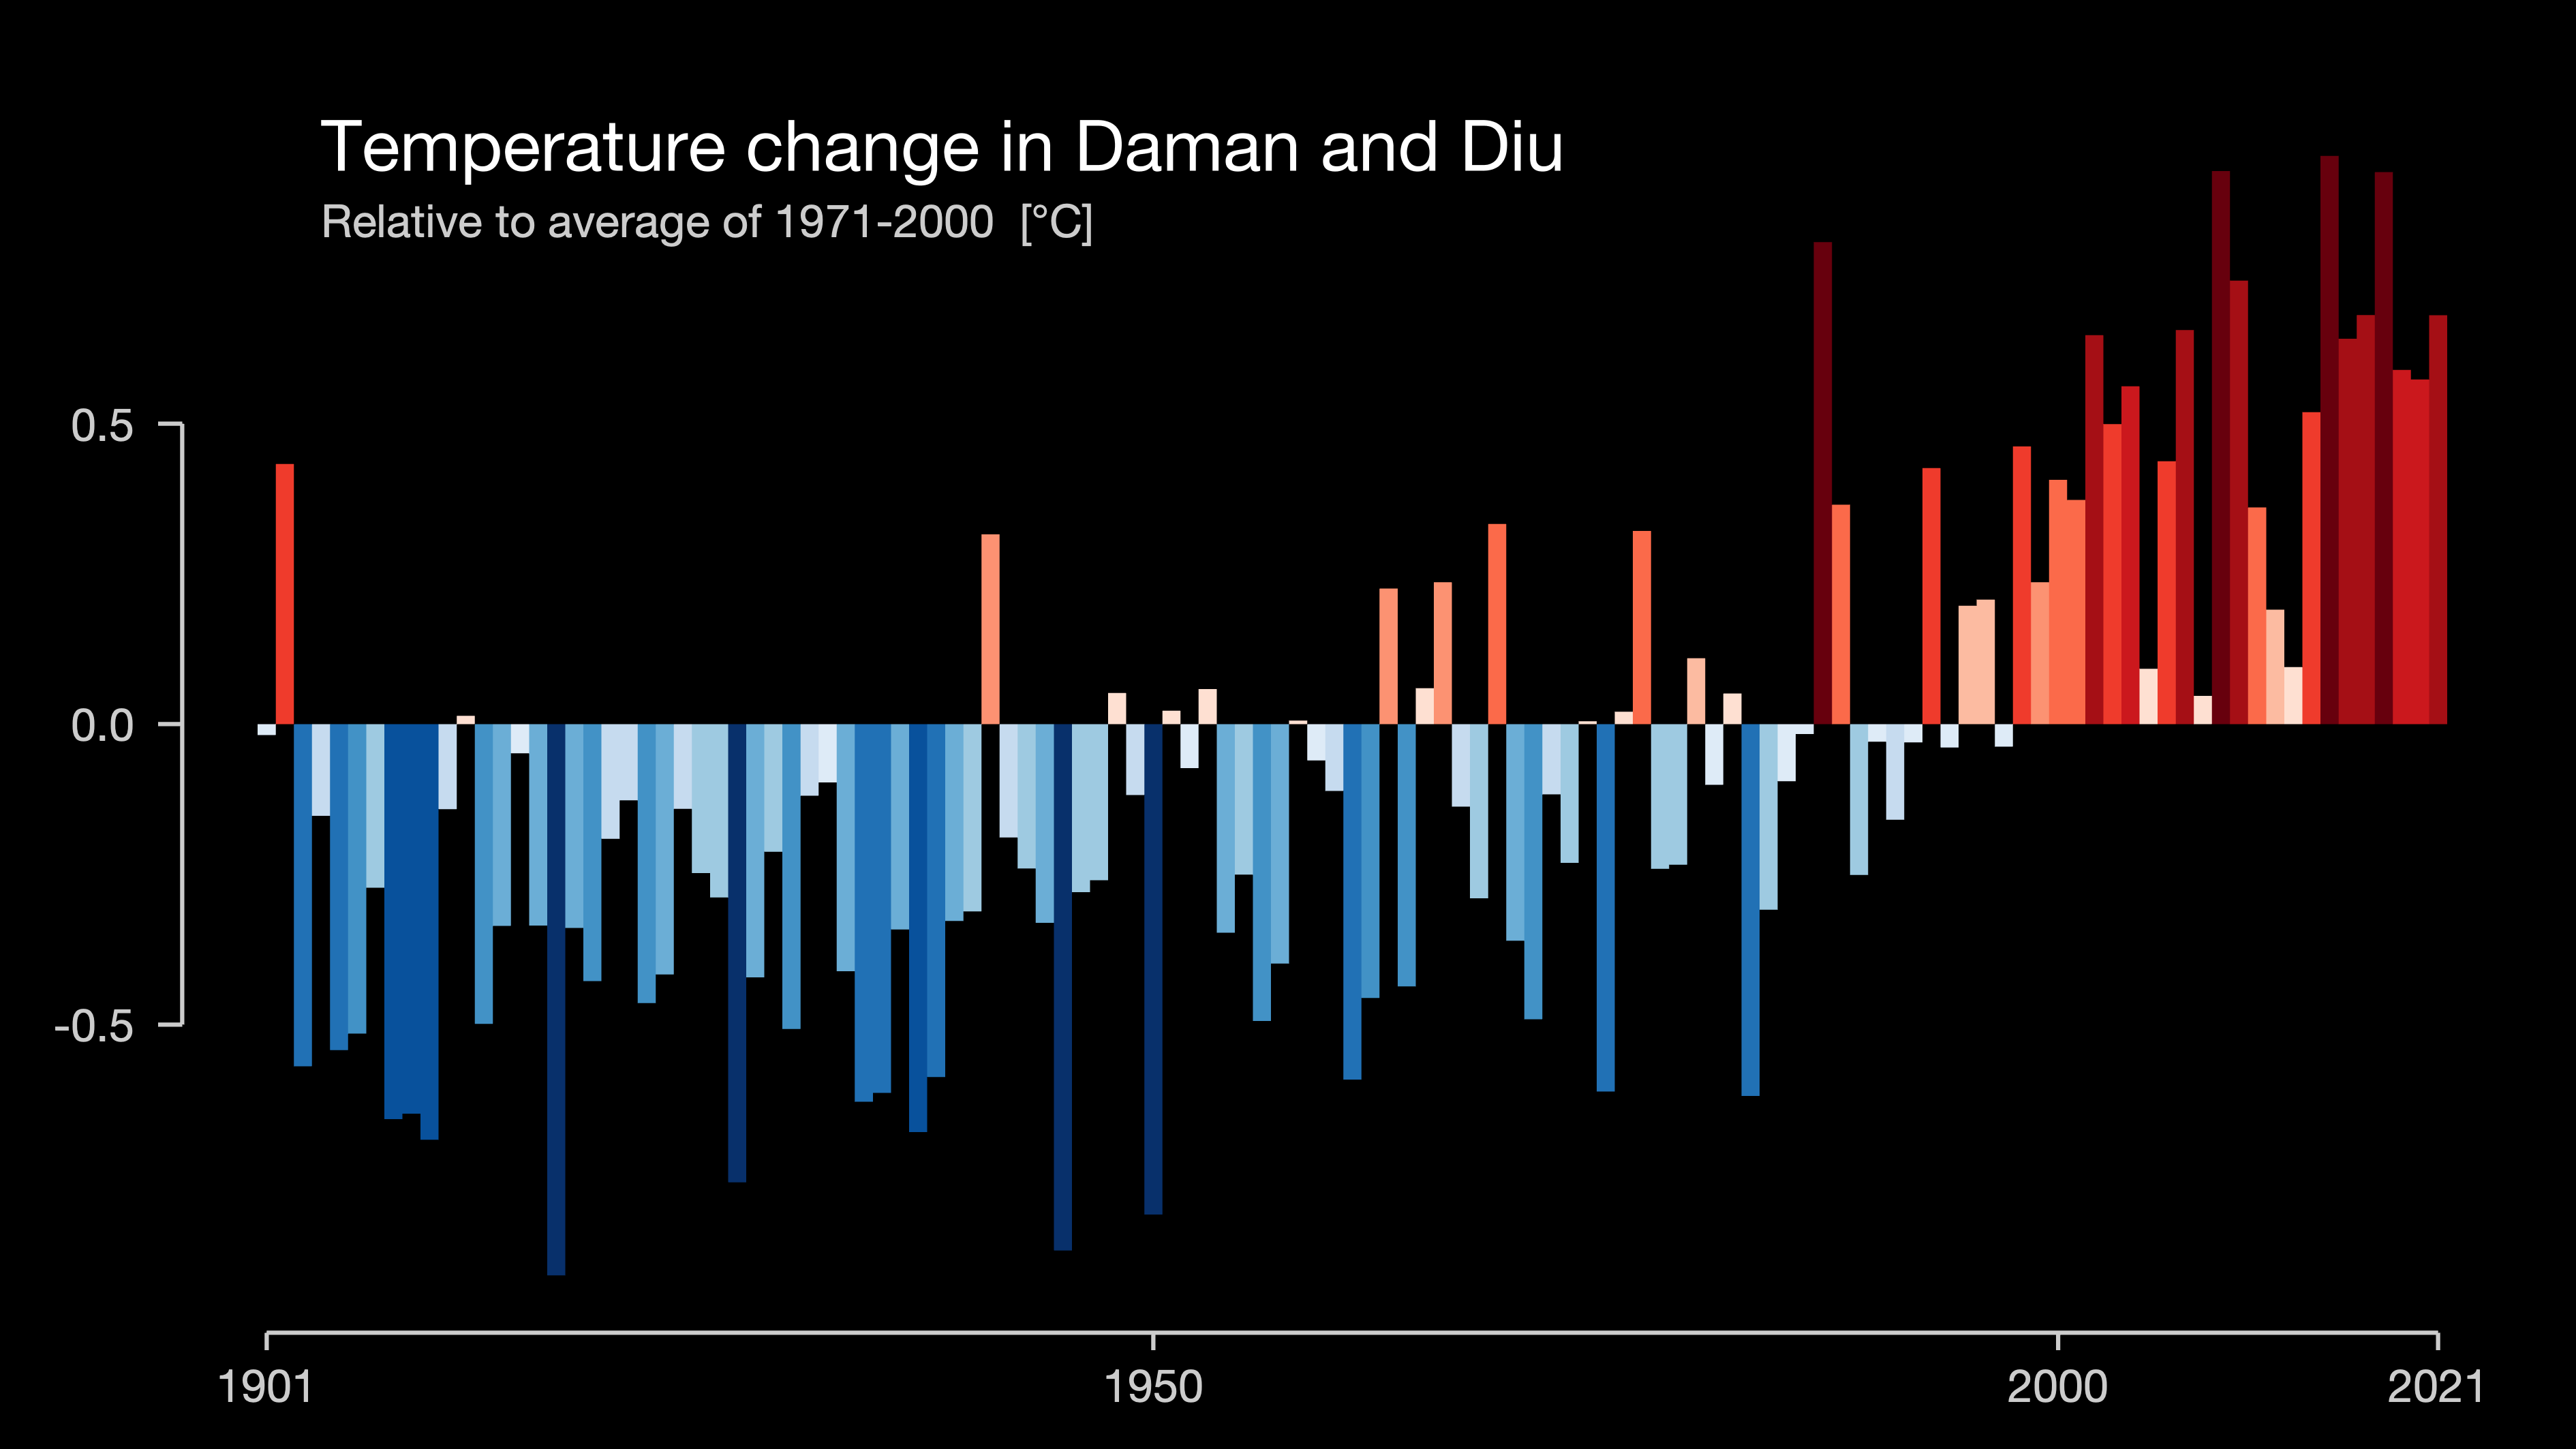 Temperature change in Daman and Diu
Relative to average of 1971-2000 [°C]
0.5
0.0
-0.5
1901 1950 2000 2021